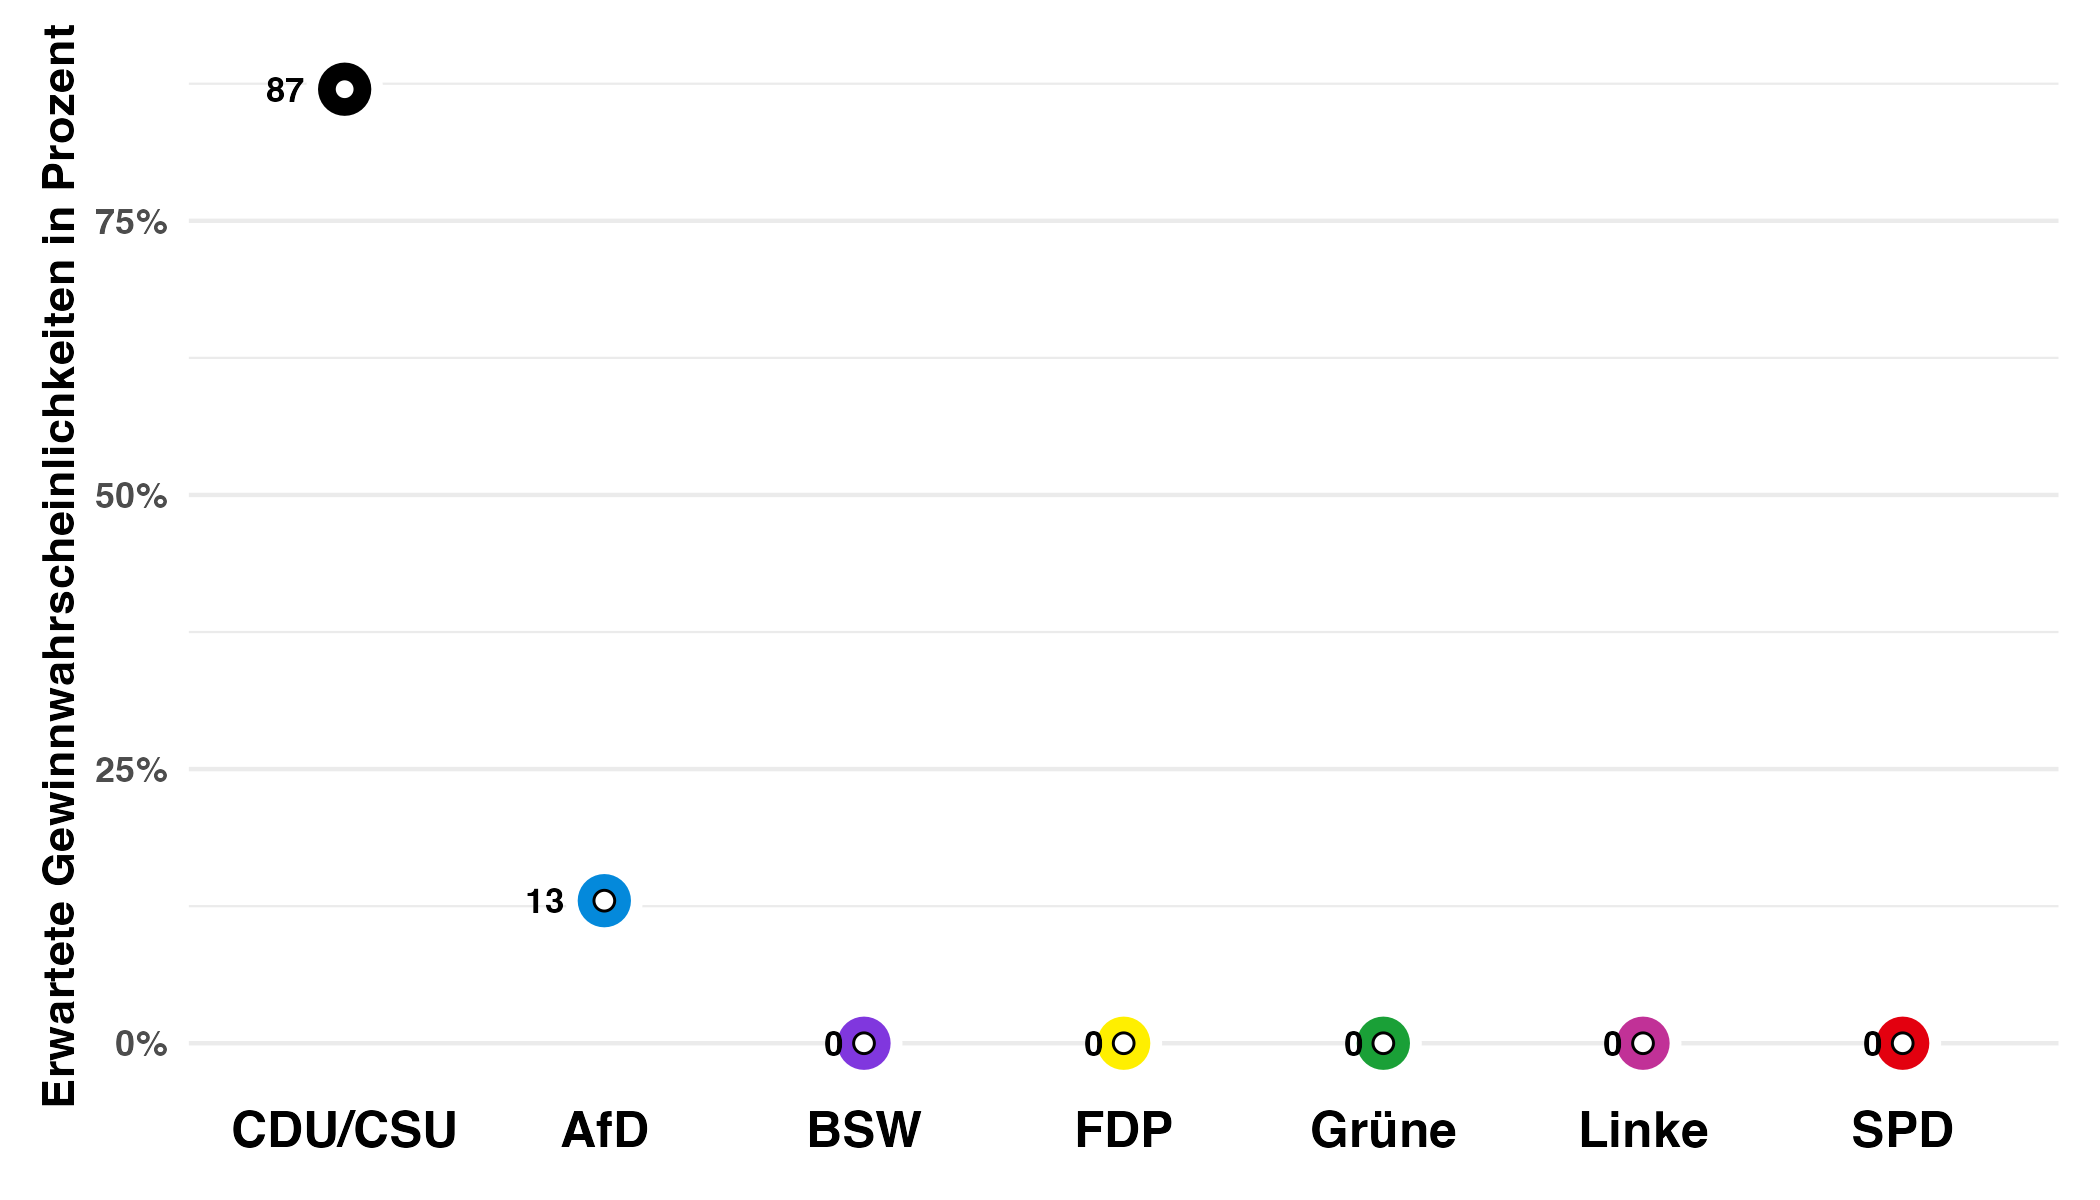 Erwartete Gewinnwahrscheinlichkeiten in Prozent
87
75%
50%
25%
13
0%
0
0
0
0
0
CDU/CSU
AfD
BSW
FDP
Grüne
Linke
SPD